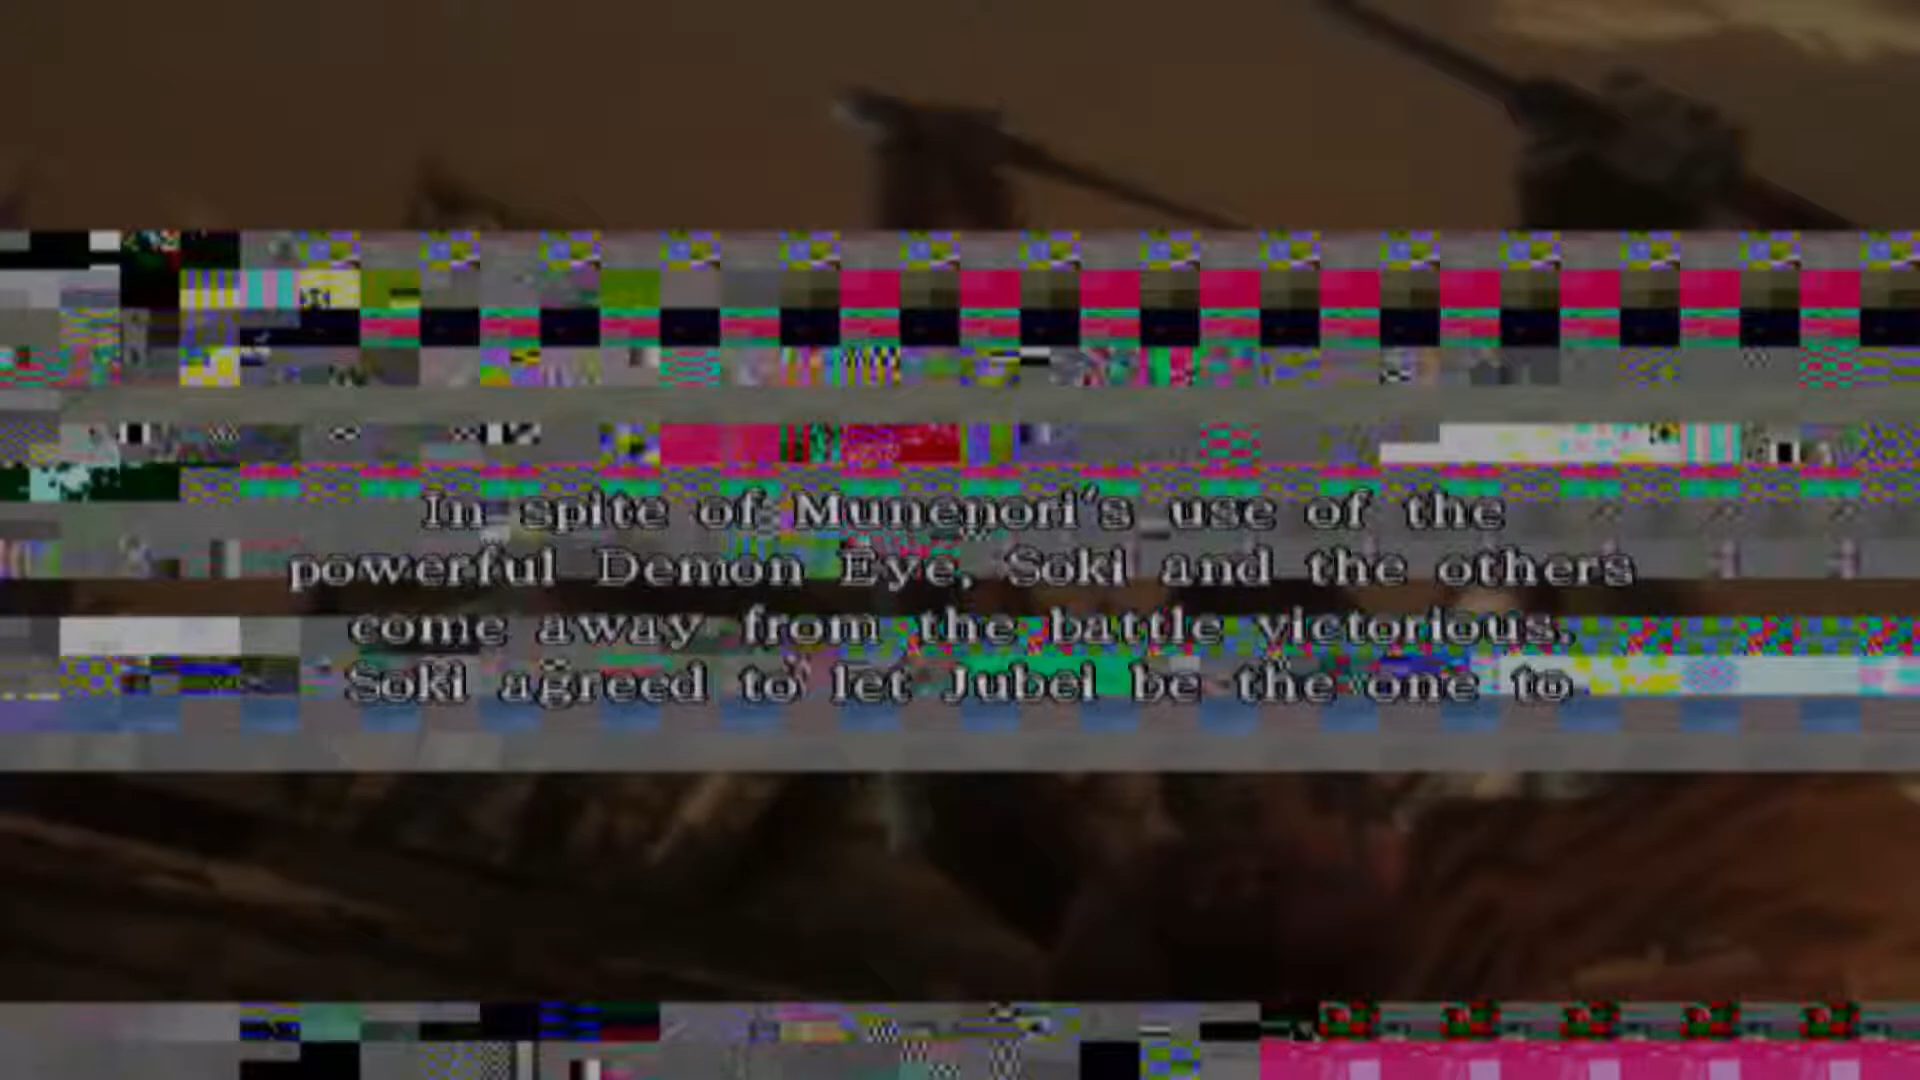 In spite of Munenori's use of the
powerful Demon Eye, Soki and the others
come away from the battle victorious.
Soki agreed to let Jubei be the one to